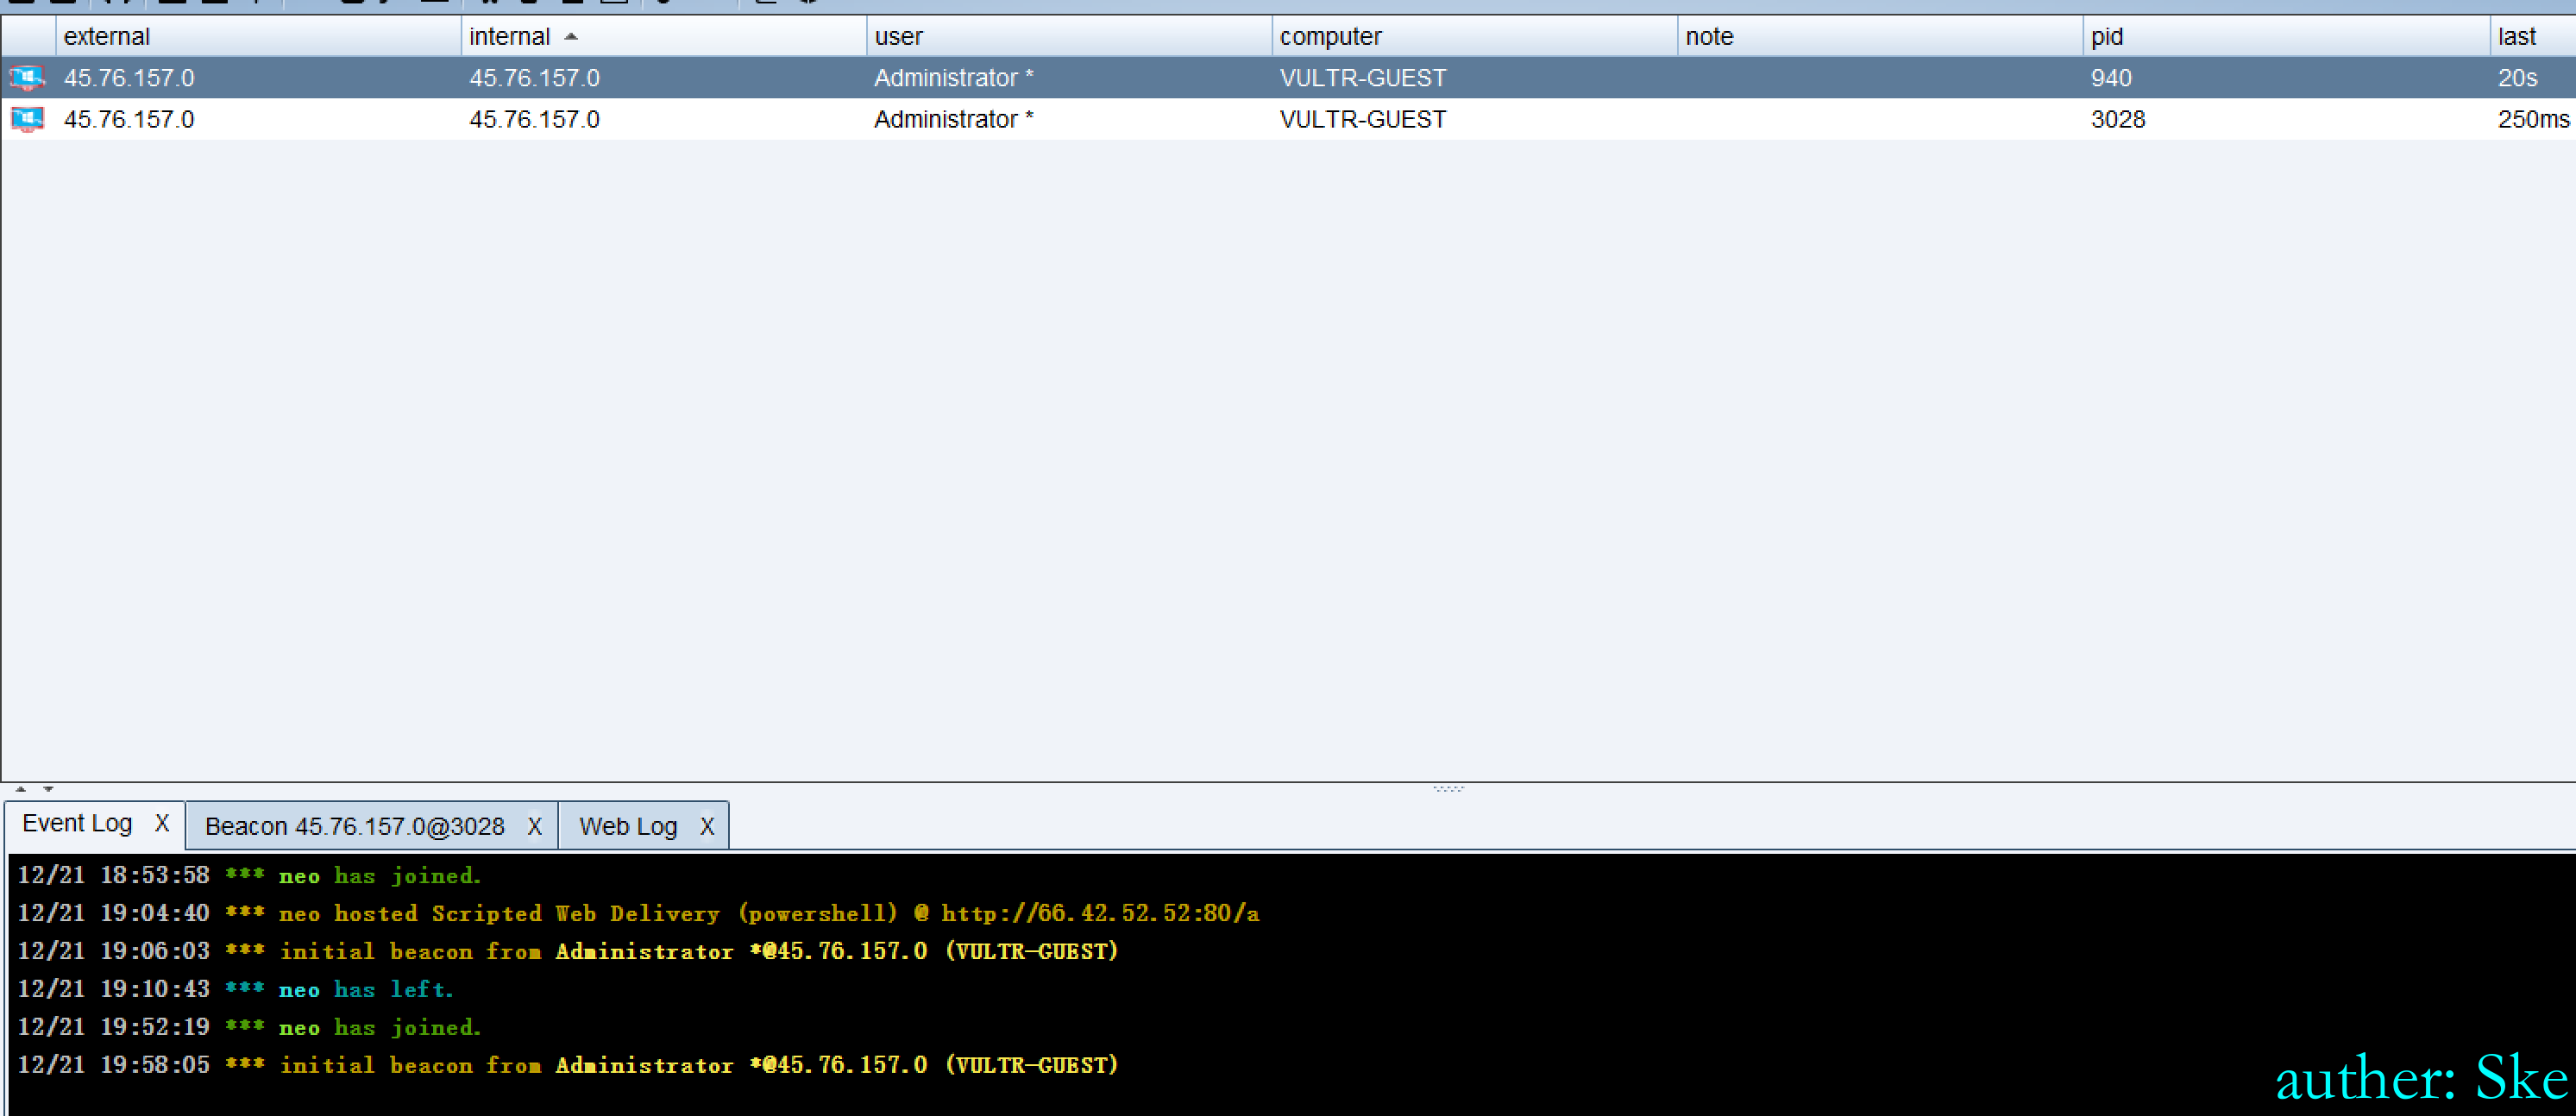 external internal user computer note pid last
45.76.157.0 45.76.157.0 Administrator * VULTR-GUEST 940 20s
45.76.157.0 45.76.157.0 Administrator * VULTR-GUEST 3028 250ms
Event Log X Beacon 45.76.157.0@3028 X Web Log X
12/21 18:53:58 *** neo has joined.
12/21 19:04:40 *** neo hosted Scripted Web Delivery (powershell) @ http://66.42.52.52:80/a
12/21 19:06:03 *** initial beacon from Administrator *@45.76.157.0 (VULTR-GUEST)
12/21 19:10:43 *** neo has left.
12/21 19:52:19 *** neo has joined.
12/21 19:58:05 *** initial beacon from Administrator *@45.76.157.0 (VULTR-GUEST)
auther: Ske